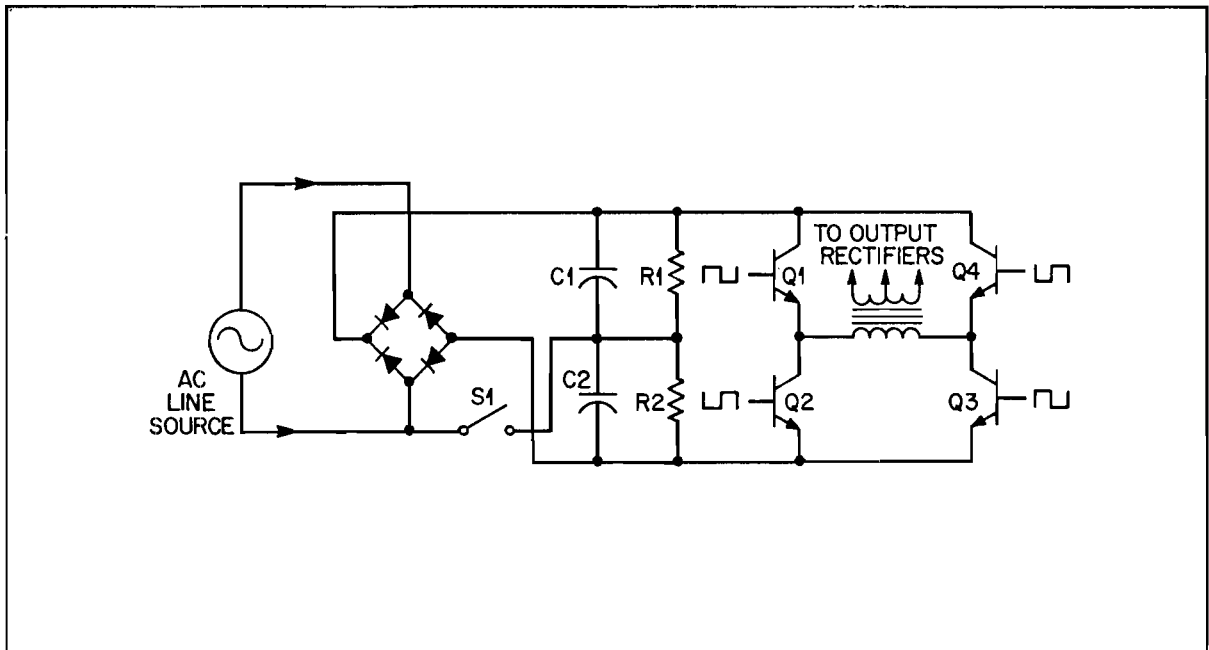 TO OUTPUT
RECTIFIERS
C1
R1
Q1
Q4
AC
LINE
SOURCE
S1
C2
R2
Q2
Q3